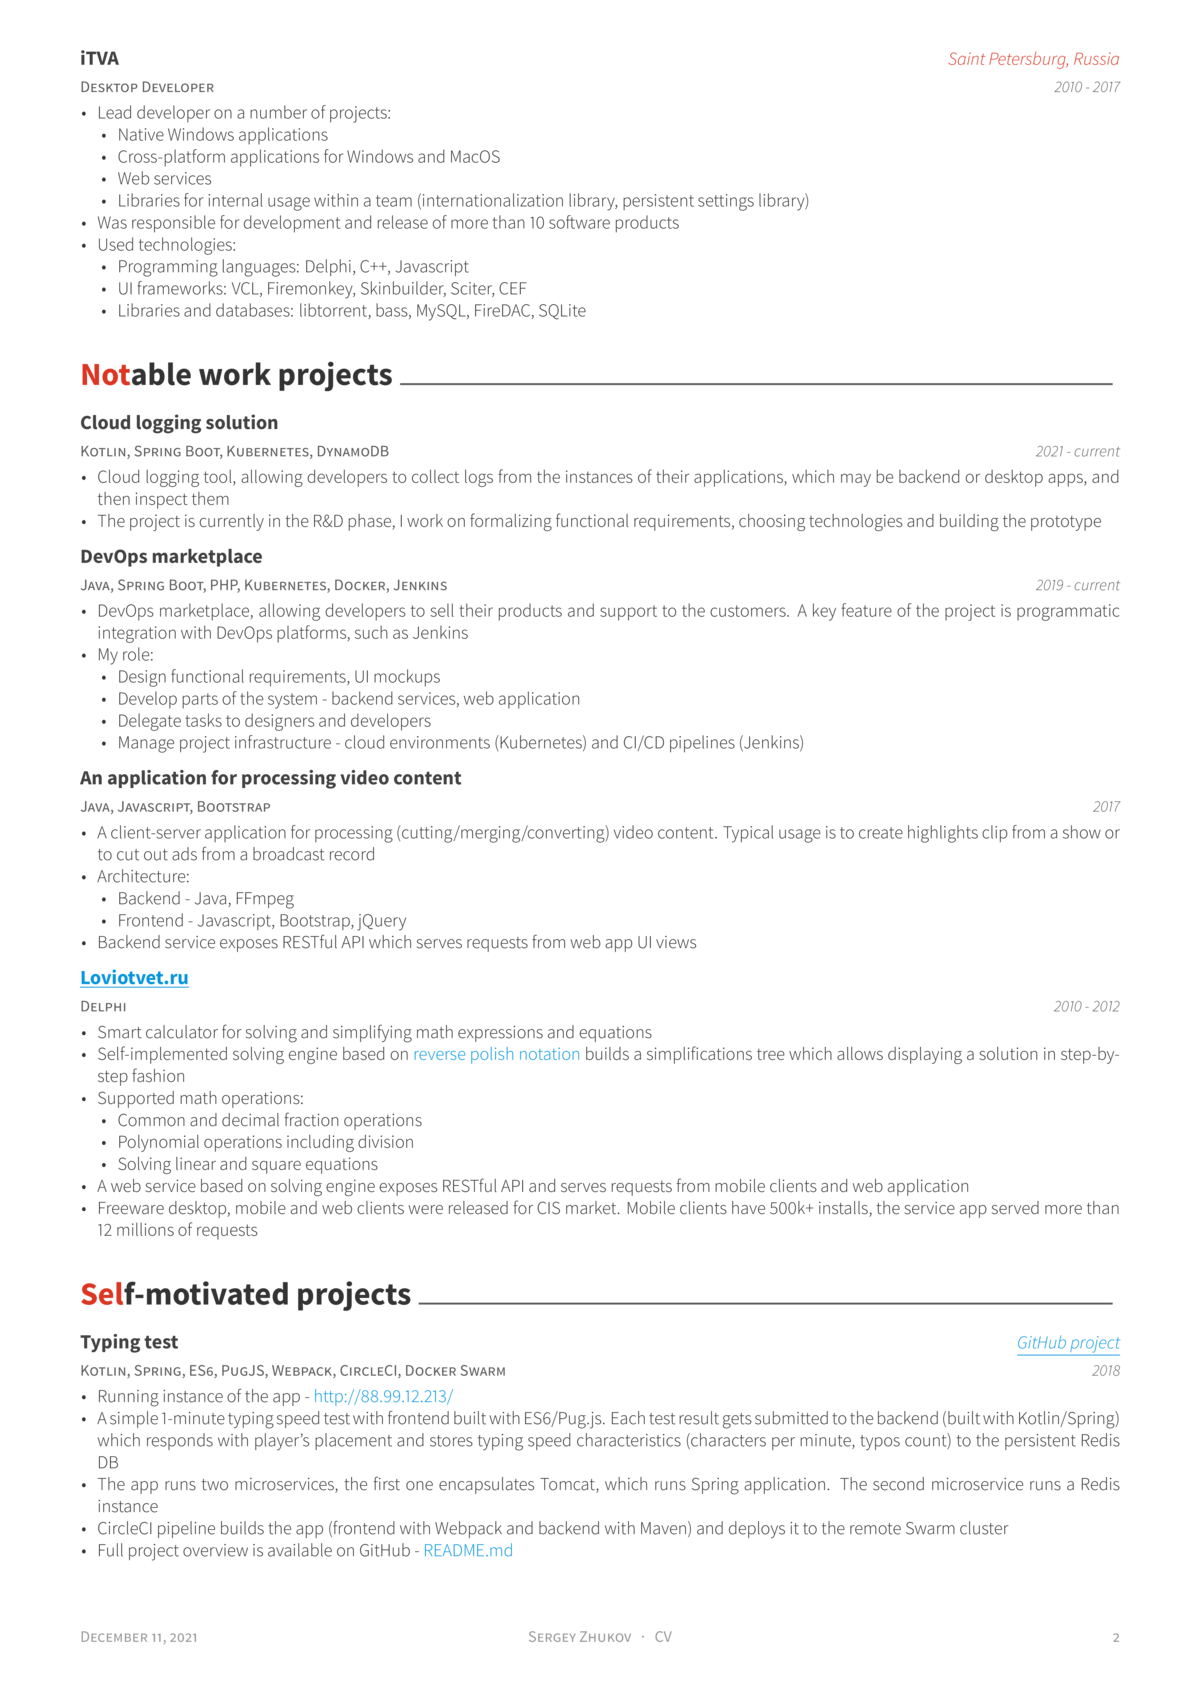 iTVA
Saint Petersburg, Russia
Desktop Developer
2010 - 2017
• Lead developer on a number of projects:
• Native Windows applications
• Cross-platform applications for Windows and MacOS
• Web services
• Libraries for internal usage within a team (internationalization library, persistent settings library)
• Was responsible for development and release of more than 10 software products
• Used technologies:
• Programming languages: Delphi, C++, Javascript
• UI frameworks: VCL, Firemonkey, Skinbuilder, Sciter, CEF
• Libraries and databases: libtorrent, bass, MySQL, FireDAC, SQLite
Notable work projects
Cloud logging solution
Kotlin, Spring Boot, Kubernetes, DynamoDB
2021 - current
• Cloud logging tool, allowing developers to collect logs from the instances of their applications, which may be backend or desktop apps, and
then inspect them
• The project is currently in the R&D phase, I work on formalizing functional requirements, choosing technologies and building the prototype
DevOps marketplace
Java, Spring Boot, PHP, Kubernetes, Docker, Jenkins
2019 - current
• DevOps marketplace, allowing developers to sell their products and support to the customers. A key feature of the project is programmatic
integration with DevOps platforms, such as Jenkins
• My role:
• Design functional requirements, UI mockups
• Develop parts of the system - backend services, web application
• Delegate tasks to designers and developers
• Manage project infrastructure - cloud environments (Kubernetes) and CI/CD pipelines (Jenkins)
An application for processing video content
Java, Javascript, Bootstrap
2017
• A client-server application for processing (cutting/merging/converting) video content. Typical usage is to create highlights clip from a show or
to cut out ads from a broadcast record
• Architecture:
• Backend - Java, FFmpeg
• Frontend - Javascript, Bootstrap, jQuery
• Backend service exposes RESTful API which serves requests from web app UI views
Loviotvet.ru
Delphi
2010 - 2012
• Smart calculator for solving and simplifying math expressions and equations
• Self-implemented solving engine based on reverse polish notation builds a simplifications tree which allows displaying a solution in step-by-
step fashion
• Supported math operations:
• Common and decimal fraction operations
• Polynomial operations including division
• Solving linear and square equations
• A web service based on solving engine exposes RESTful API and serves requests from mobile clients and web application
• Freeware desktop, mobile and web clients were released for CIS market. Mobile clients have 500k+ installs, the service app served more than
12 millions of requests
Self-motivated projects
Typing test
GitHub project
Kotlin, Spring, ES6, PugJS, Webpack, CircleCI, Docker Swarm
2018
• Running instance of the app - http://88.99.12.213/
• A simple 1-minute typing speed test with frontend built with ES6/Pug.js. Each test result gets submitted to the backend (built with Kotlin/Spring)
which responds with player's placement and stores typing speed characteristics (characters per minute, typos count) to the persistent Redis
DB
• The app runs two microservices, the first one encapsulates Tomcat, which runs Spring application. The second microservice runs a Redis
instance
• CircleCI pipeline builds the app (frontend with Webpack and backend with Maven) and deploys it to the remote Swarm cluster
• Full project overview is available on GitHub - README.md
December 11, 2021
Sergey Zhukov · CV
2